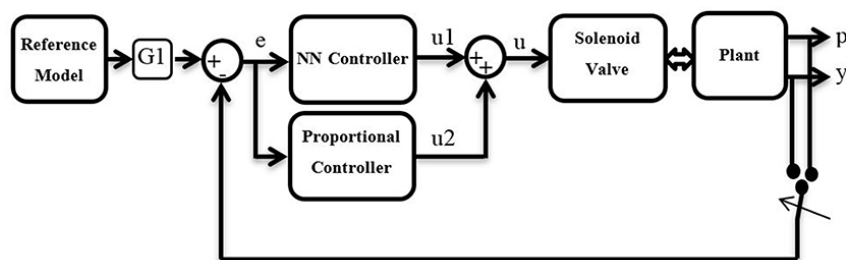 Reference
Model
G1
+
-
e
NN Controller
u1
Proportional
Controller
u2
+
+
u
Solenoid
Valve
Plant
p
y